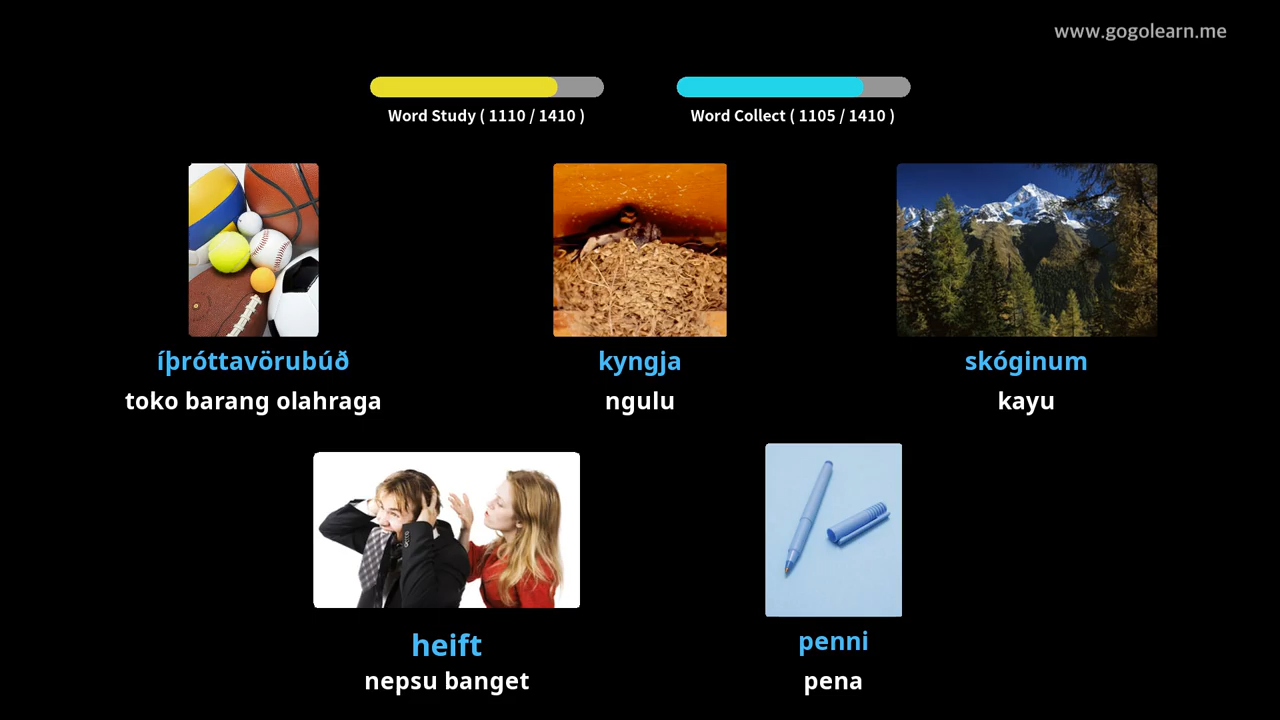 www.gogolearn.me
Word Study ( 1110 / 1410 )
Word Collect ( 1105 / 1410 )
íþróttavörubúð
toko barang olahraga
kyngja
ngulu
skóginum
kayu
heift
nepsu banget
penni
pena